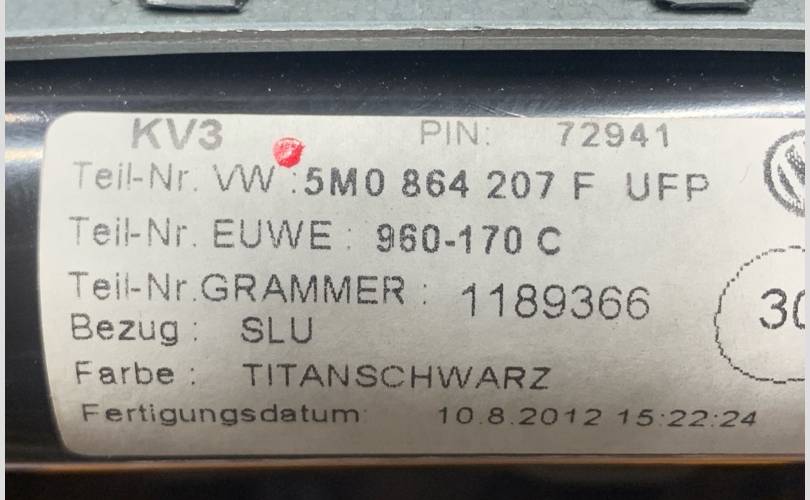 KV3 PIN: 72941
Teil-Nr. VW : 5M0 864 207 F UFP
Teil-Nr. EUWE : 960-170 C
Teil-Nr.GRAMMER : 1189366
30
Bezug : SLU
Farbe : TITANSCHWARZ
Fertigungsdatum: 10.8.2012 15:22:24